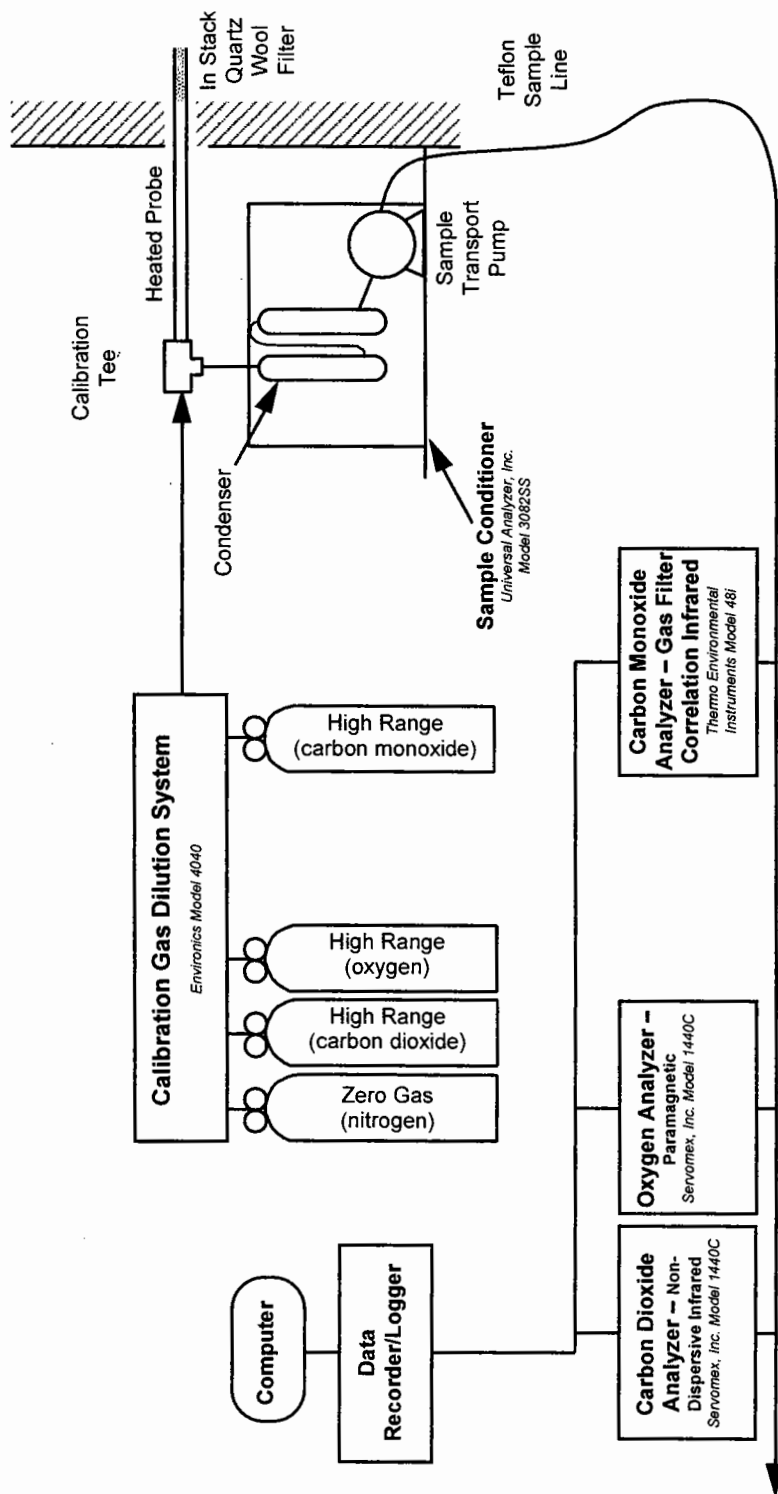 In Stack
Quartz
Wool
Filter
Heated Probe
Calibration
Tee
Teflon
Sample
Line
Sample
Transport
Pump
Condenser
Sample Conditioner
Universal Analyzer, Inc.
Model 3082SS
Calibration Gas Dilution System
Environics Model 4040
High Range
(carbon monoxide)
High Range
(oxygen)
High Range
(carbon dioxide)
Zero Gas
(nitrogen)
Computer
Data
Recorder/Logger
Carbon Monoxide
Analyzer – Gas Filter
Correlation Infrared
Thermo Environmental
Instruments Model 48i
Oxygen Analyzer –
Paramagnetic
Servomex, Inc. Model 1440C
Carbon Dioxide
Analyzer – Non-
Dispersive Infrared
Servomex, Inc. Model 1440C